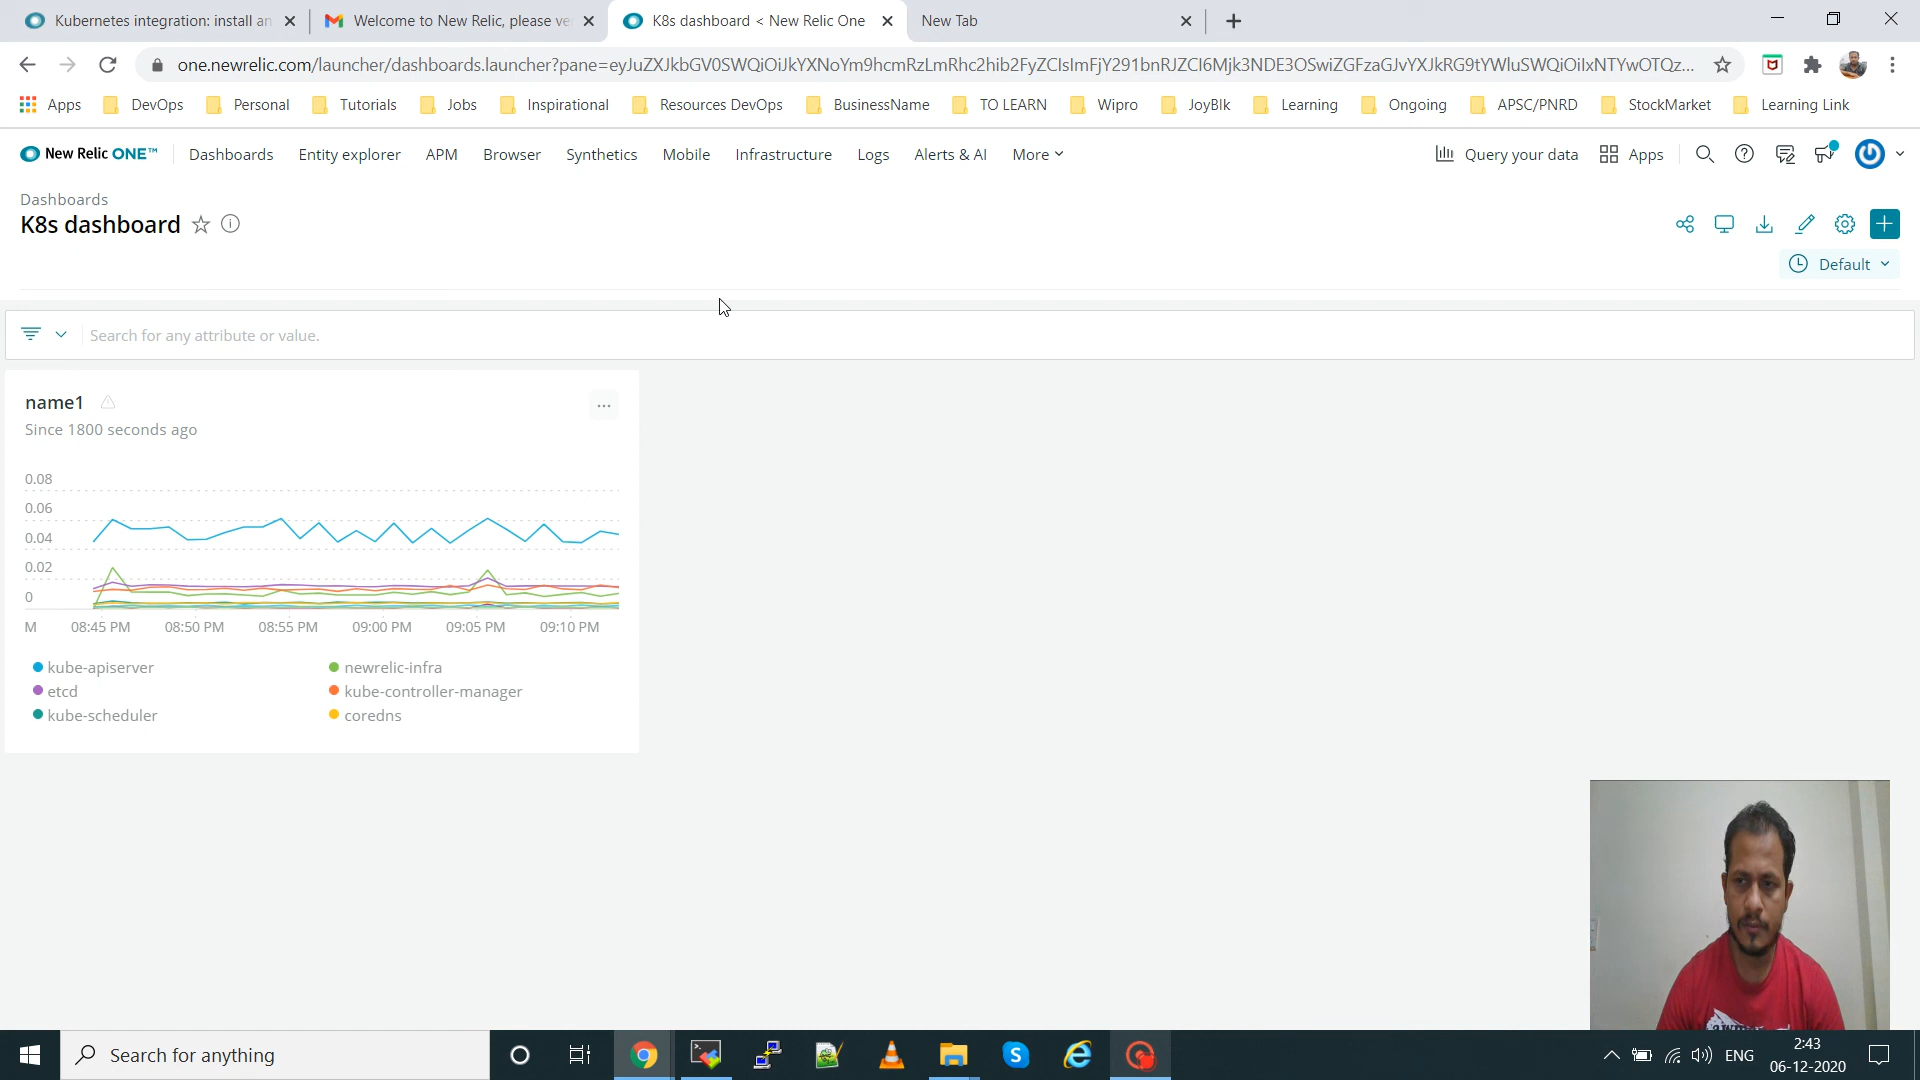 Kubernetes integration: install an
Welcome to New Relic, please ve
K8s dashboard < New Relic One
New Tab
one.newrelic.com/launcher/dashboards.launcher?pane=eyJuZXJkbGV0SWQiOiJkYXNoYm9hcmRzLmRhc2hib2FyZCIsImFjY291bnRJZCI6Mjk3NDE3OSwiZGFzaGJvYXJkRG9tYWluSWQiOiIxNTYwOTQz...
Apps DevOps Personal Tutorials Jobs Inspirational Resources DevOps BusinessName TO LEARN Wipro JoyBlk Learning Ongoing APSC/PNRD StockMarket Learning Link
New Relic ONE™ Dashboards Entity explorer APM Browser Synthetics Mobile Infrastructure Logs Alerts & AI More Query your data Apps
Dashboards
K8s dashboard
Default
Search for any attribute or value.
name1
Since 1800 seconds ago
0.08
0.06
0.04
0.02
0
M 08:45 PM 08:50 PM 08:55 PM 09:00 PM 09:05 PM 09:10 PM
kube-apiserver newrelic-infra
etcd kube-controller-manager
kube-scheduler coredns
Search for anything
ENG
2:43
06-12-2020